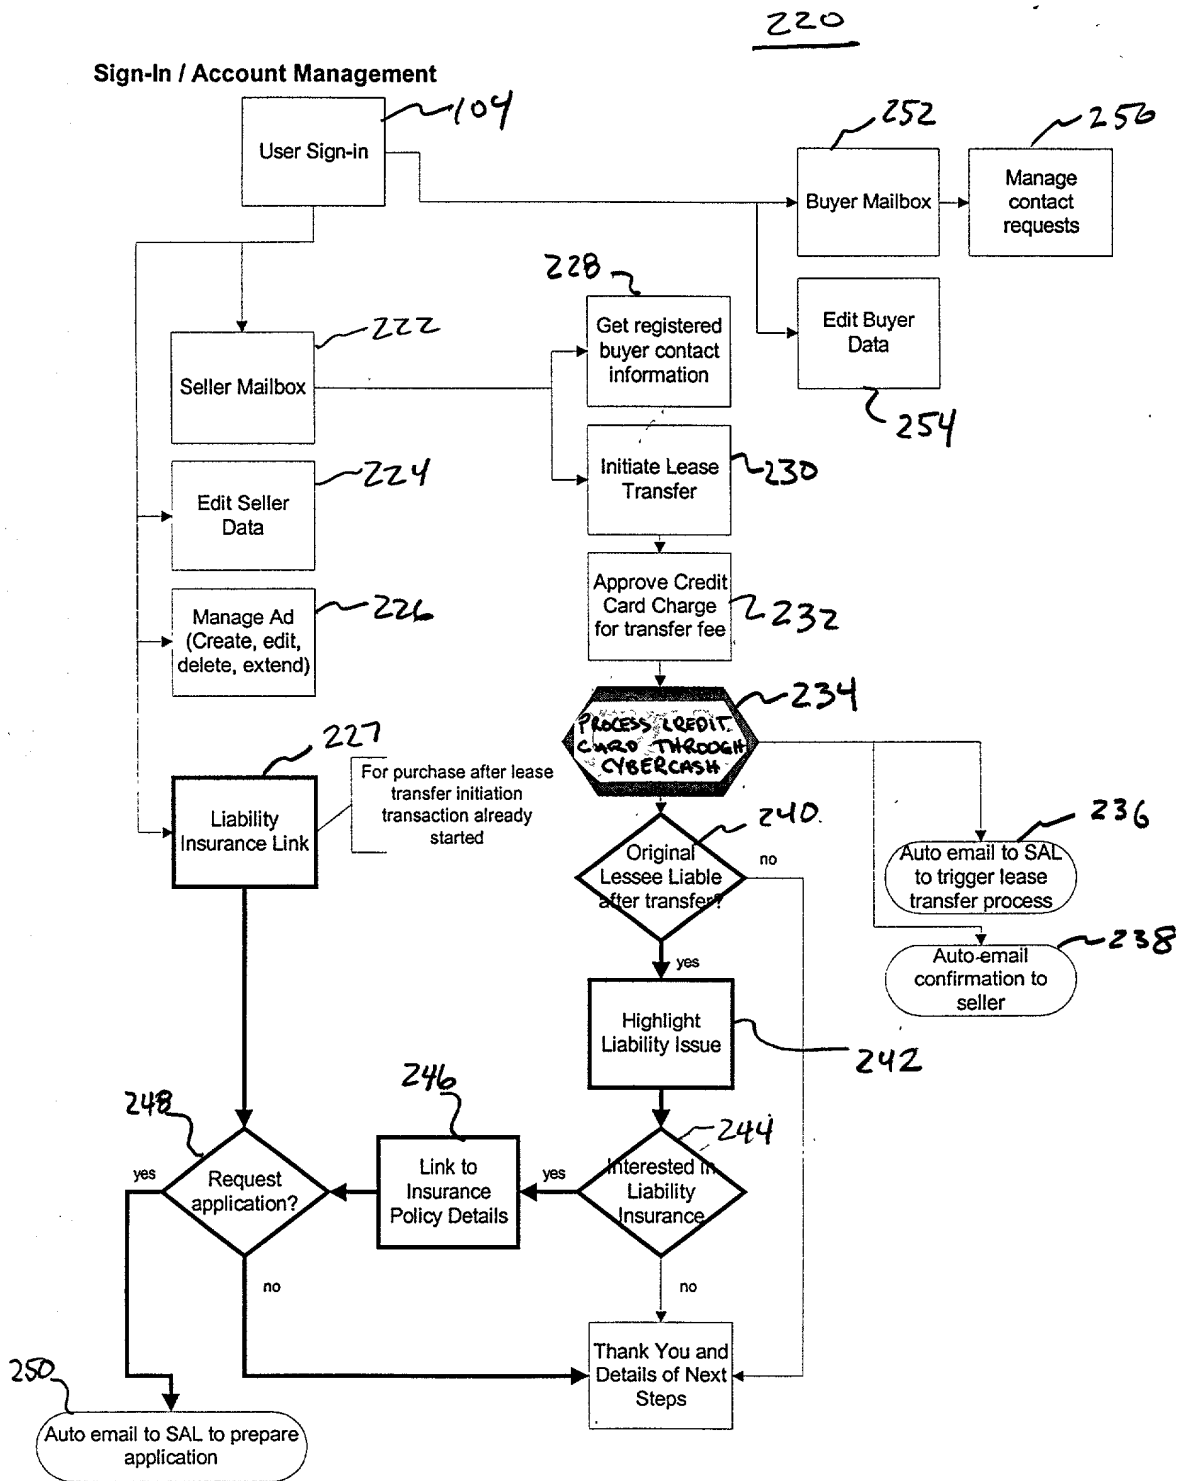 220
Sign-In / Account Management
104
User Sign-in
252
256
Buyer Mailbox
Manage
contact
requests
228
Get registered
buyer contact
information
Edit Buyer
Data
254
222
Seller Mailbox
224
Edit Seller
Data
Initiate Lease
Transfer
230
226
Manage Ad
(Create, edit,
delete, extend)
Approve Credit
Card Charge
for transfer fee
232
234
PROCESS CREDIT
CARD THROUGH
CYBERCASH
227
Liability
Insurance Link
For purchase after lease
transfer initiation
transaction already
started
240
Original
Lessee Liable
after transfer?
no
yes
236
Auto email to SAL
to trigger lease
transfer process
238
Auto-email
confirmation to
seller
Highlight
Liability Issue
242
244
Interested in
Liability
Insurance
yes
no
246
Link to
Insurance
Policy Details
248
Request
application?
yes
no
Thank You and
Details of Next
Steps
250
Auto email to SAL to prepare
application